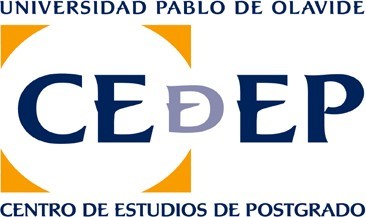 UNIVERSIDAD PABLO DE OLAVIDE
CEDEP
CENTRO DE ESTUDIOS DE POSTGRADO